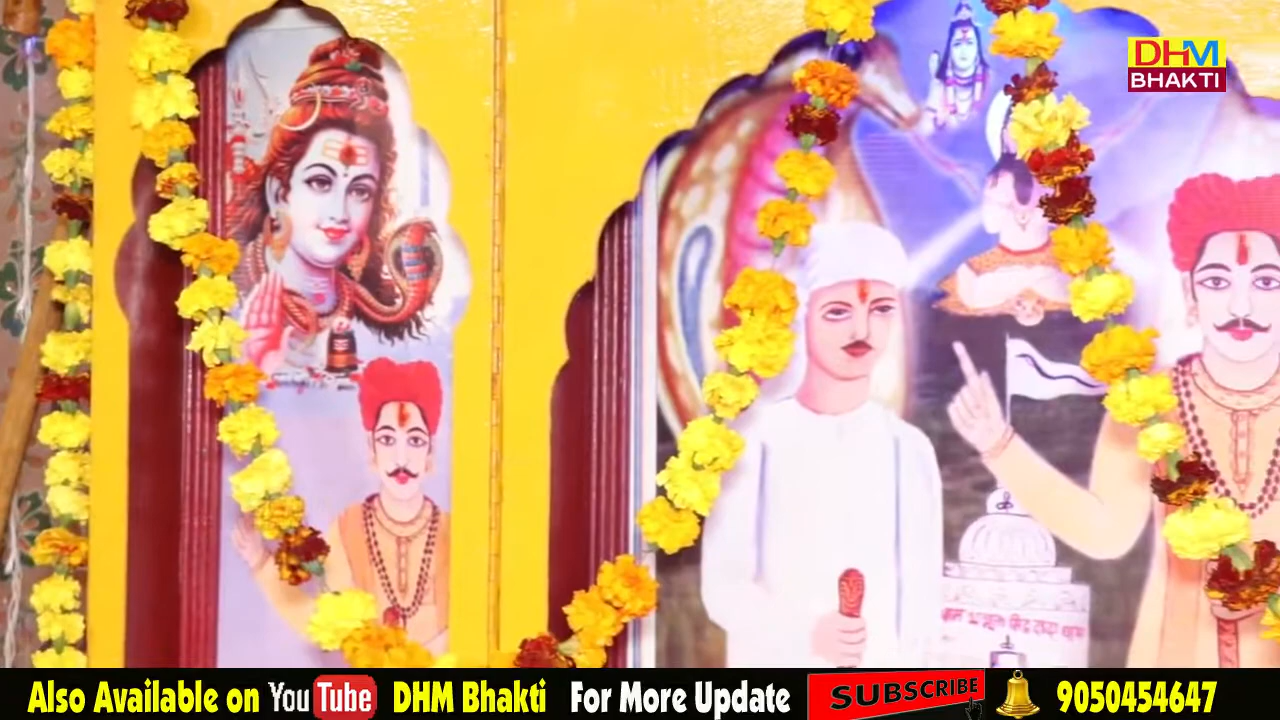 DHM
BHAKTI
Also Available on YouTube DHM Bhakti For More Update SUBSCRIBE 9050454647